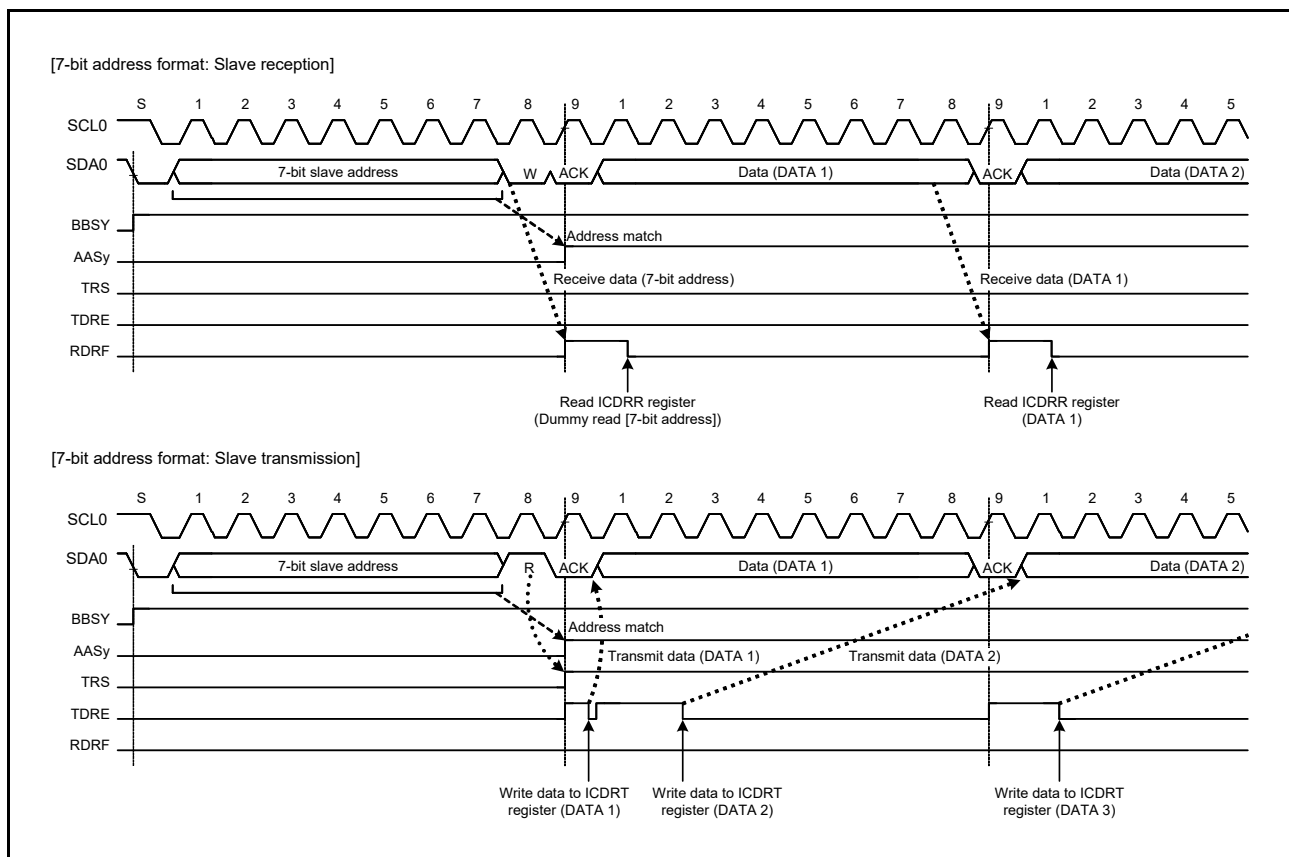 [7-bit address format: Slave reception]
S 1 2 3 4 5 6 7 8 9 1 2 3 4 5 6 7 8 9 1 2 3 4 5
SCL0
SDA0 7-bit slave address W ACK Data (DATA 1) ACK Data (DATA 2)
BBSY
Address match
AASy
Receive data (7-bit address) Receive data (DATA 1)
TRS
TDRE
RDRF
Read ICDRR register
(Dummy read [7-bit address])
Read ICDRR register
(DATA 1)
[7-bit address format: Slave transmission]
S 1 2 3 4 5 6 7 8 9 1 2 3 4 5 6 7 8 9 1 2 3 4 5
SCL0
SDA0 7-bit slave address R ACK Data (DATA 1) ACK Data (DATA 2)
BBSY
Address match
AASy
Transmit data (DATA 1) Transmit data (DATA 2)
TRS
TDRE
RDRF
Write data to ICDRT
register (DATA 1)
Write data to ICDRT
register (DATA 2)
Write data to ICDRT
register (DATA 3)